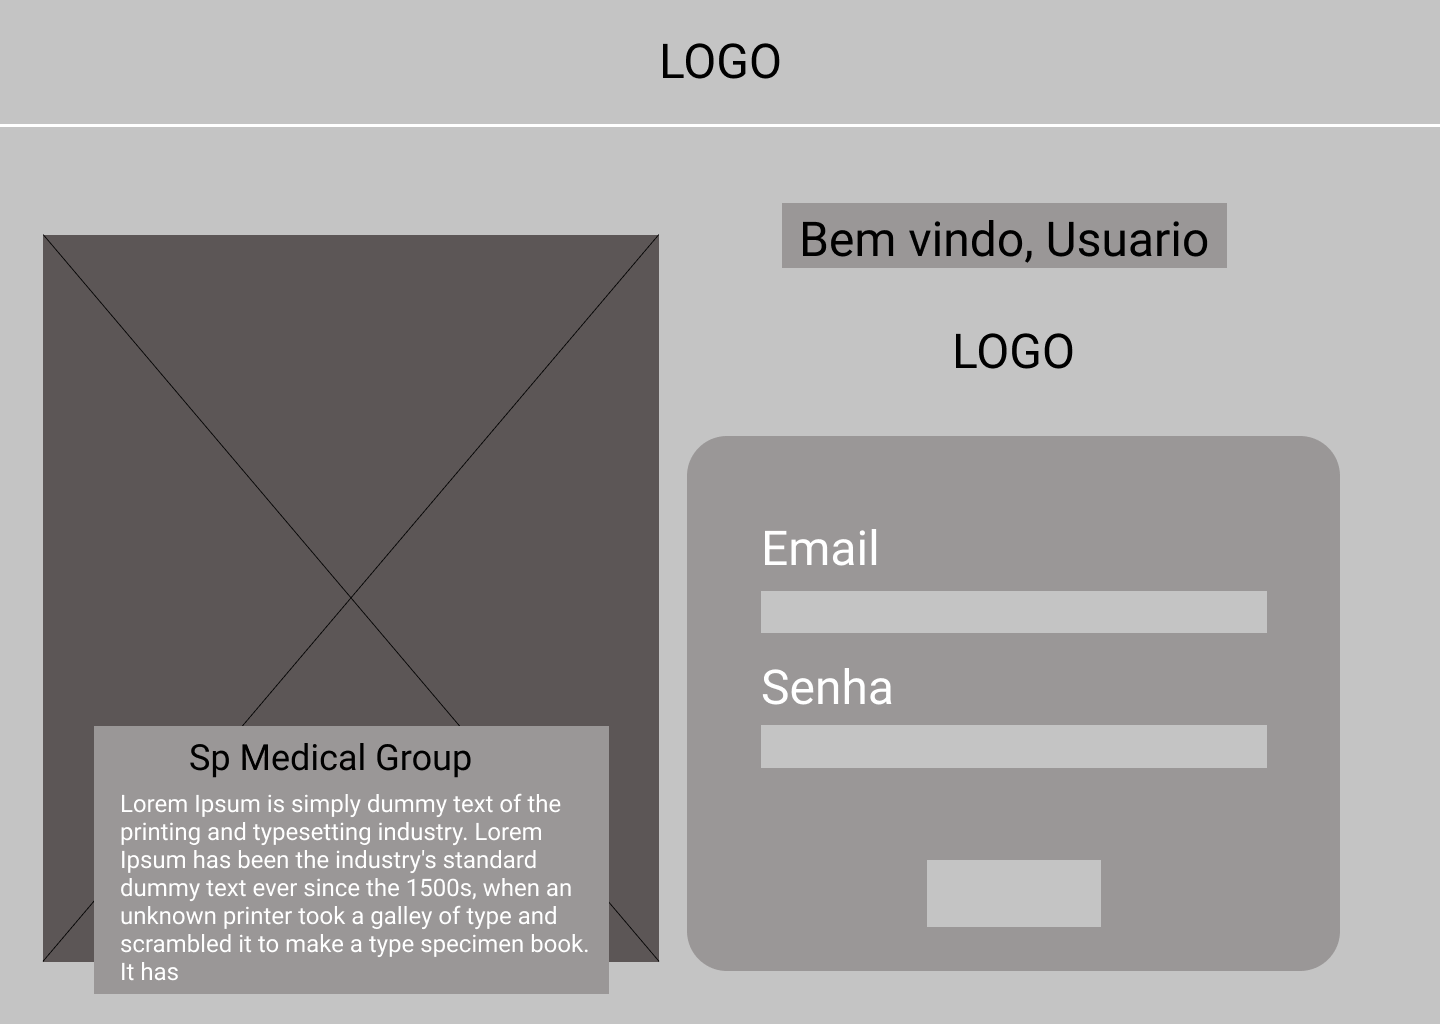 LOGO
Bem vindo, Usuario
LOGO
Email
Senha
Sp Medical Group
Lorem Ipsum is simply dummy text of the
printing and typesetting industry. Lorem
Ipsum has been the industry's standard
dummy text ever since the 1500s, when an
unknown printer took a galley of type and
scrambled it to make a type specimen book.
It has